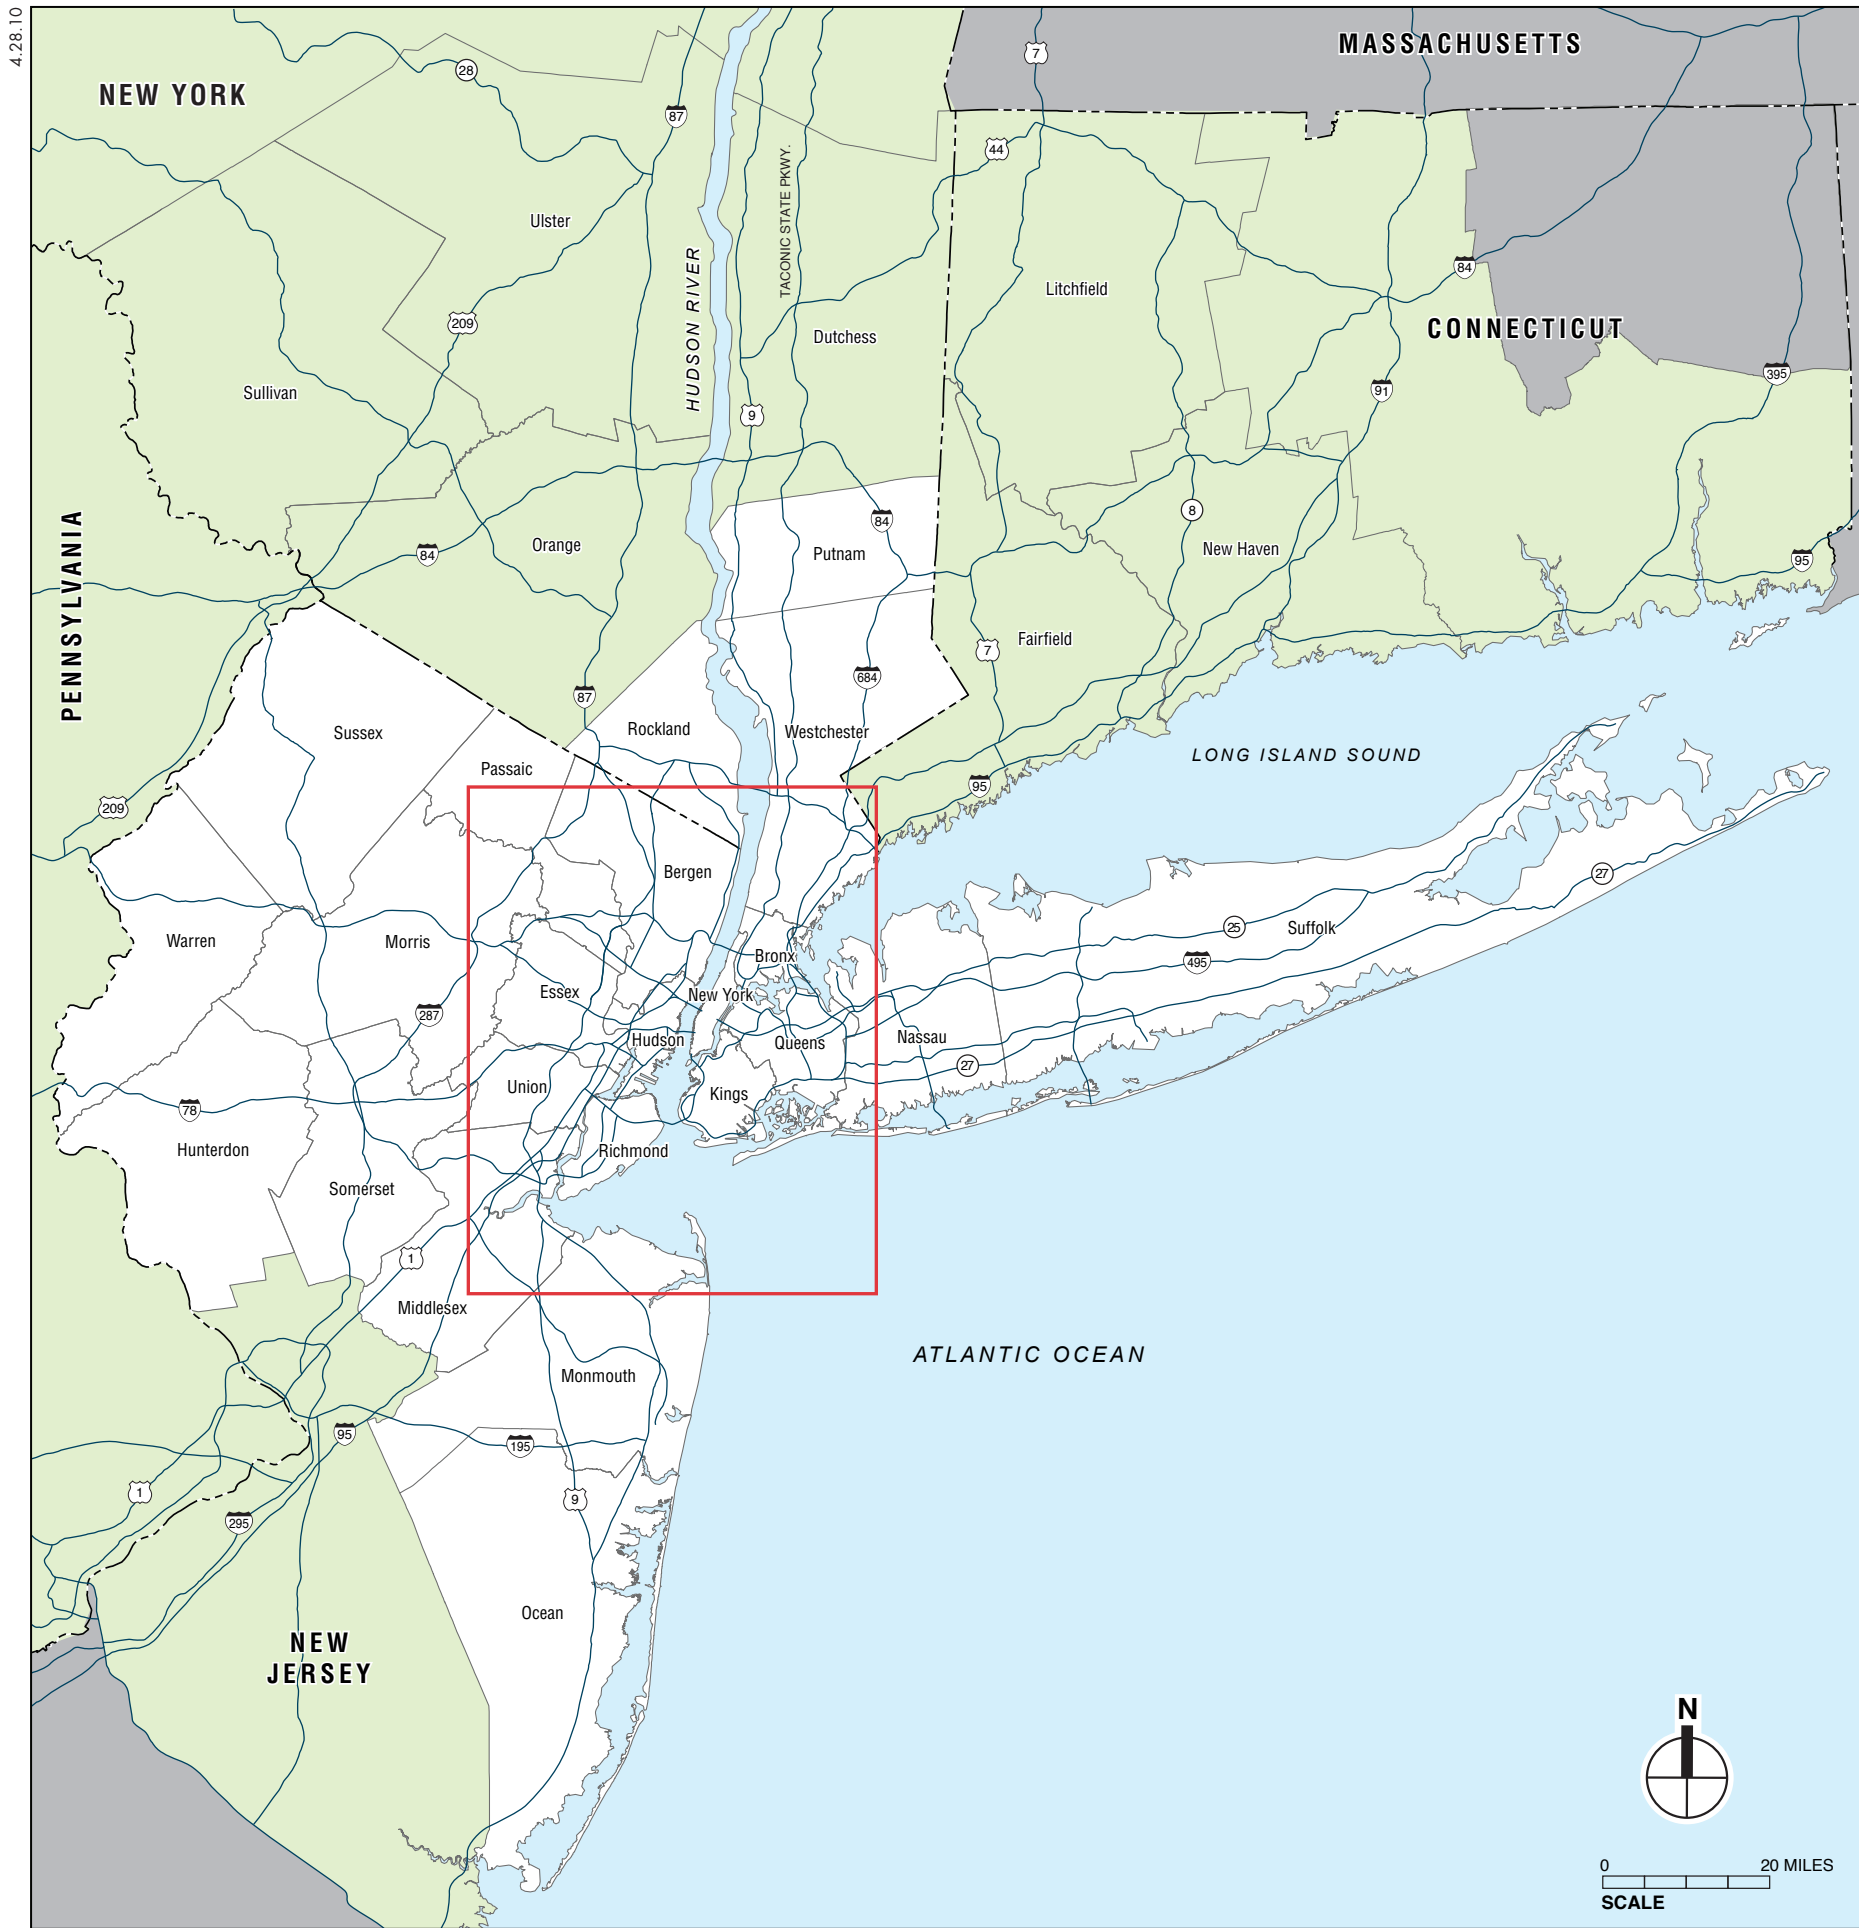 4.28.10
MASSACHUSETTS
7
28
NEW YORK
87
44
TACONIC STATE PKWY.
Ulster
HUDSON RIVER
84
Litchfield
209
CONNECTICUT
Dutchess
395
Sullivan
91
9
8
84
PENNSYLVANIA
Orange
84
Putnam
New Haven
95
7
Fairfield
684
87
Rockland
Westchester
Sussex
LONG ISLAND SOUND
Passaic
95
209
Bergen
27
25
Suffolk
Warren
Morris
Bronx
495
Essex
New York
287
Nassau
Hudson
Queens
27
Union
Kings
78
Hunterdon
Richmond
Somerset
1
Middlesex
ATLANTIC OCEAN
Monmouth
95
195
1
9
295
Ocean
NEW
JERSEY
N
0 20 MILES
SCALE